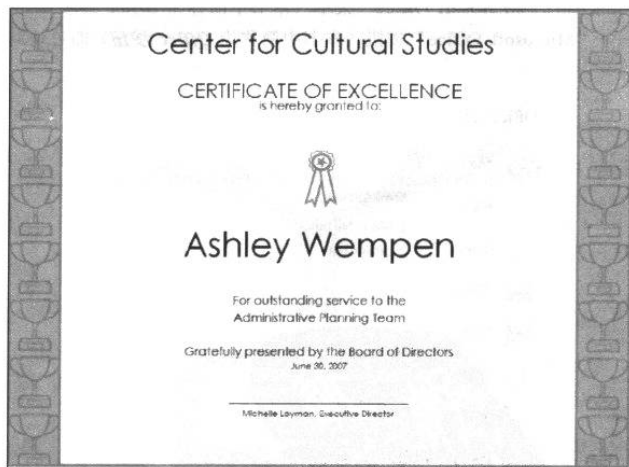 Center for Cultural Studies
CERTIFICATE OF EXCELLENCE
is hereby granted to:
Ashley Wempen
For outstanding service to the
Administrative Planning Team
Gratefully presented by the Board of Directors
June 30, 2007
Michelle Layman, Executive Director